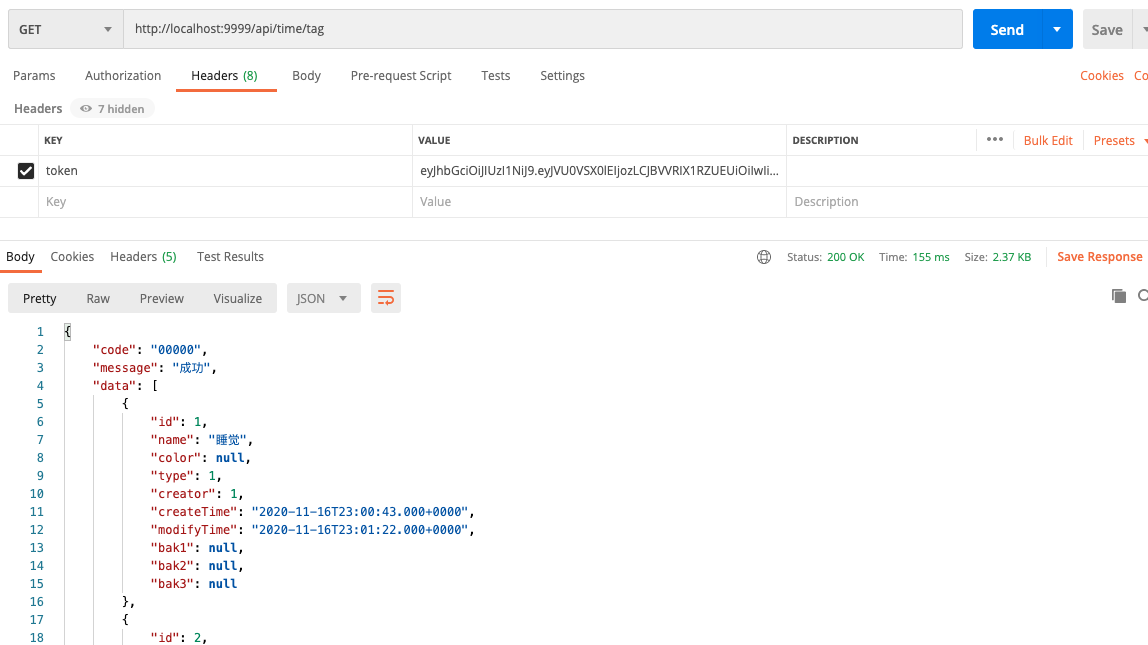 GET http://localhost:9999/api/time/tag Send Save
Params Authorization Headers (8) Body Pre-request Script Tests Settings Cookies Co
Headers 7 hidden
KEY VALUE DESCRIPTION ••• Bulk Edit Presets
token eyJhbGciOiJIUzI1NiJ9.eyJVU0VSX0lEIjozLCJBVVRIX1RZUEUiOiIwIi...
Key Value Description
Body Cookies Headers (5) Test Results Status: 200 OK Time: 155 ms Size: 2.37 KB Save Response
Pretty Raw Preview Visualize JSON
1 {
2 "code": "00000",
3 "message": "成功",
4 "data": [
5 {
6 "id": 1,
7 "name": "睡觉",
8 "color": null,
9 "type": 1,
10 "creator": 1,
11 "createTime": "2020-11-16T23:00:43.000+0000",
12 "modifyTime": "2020-11-16T23:01:22.000+0000",
13 "bak1": null,
14 "bak2": null,
15 "bak3": null
16 },
17 {
18 "id": 2,